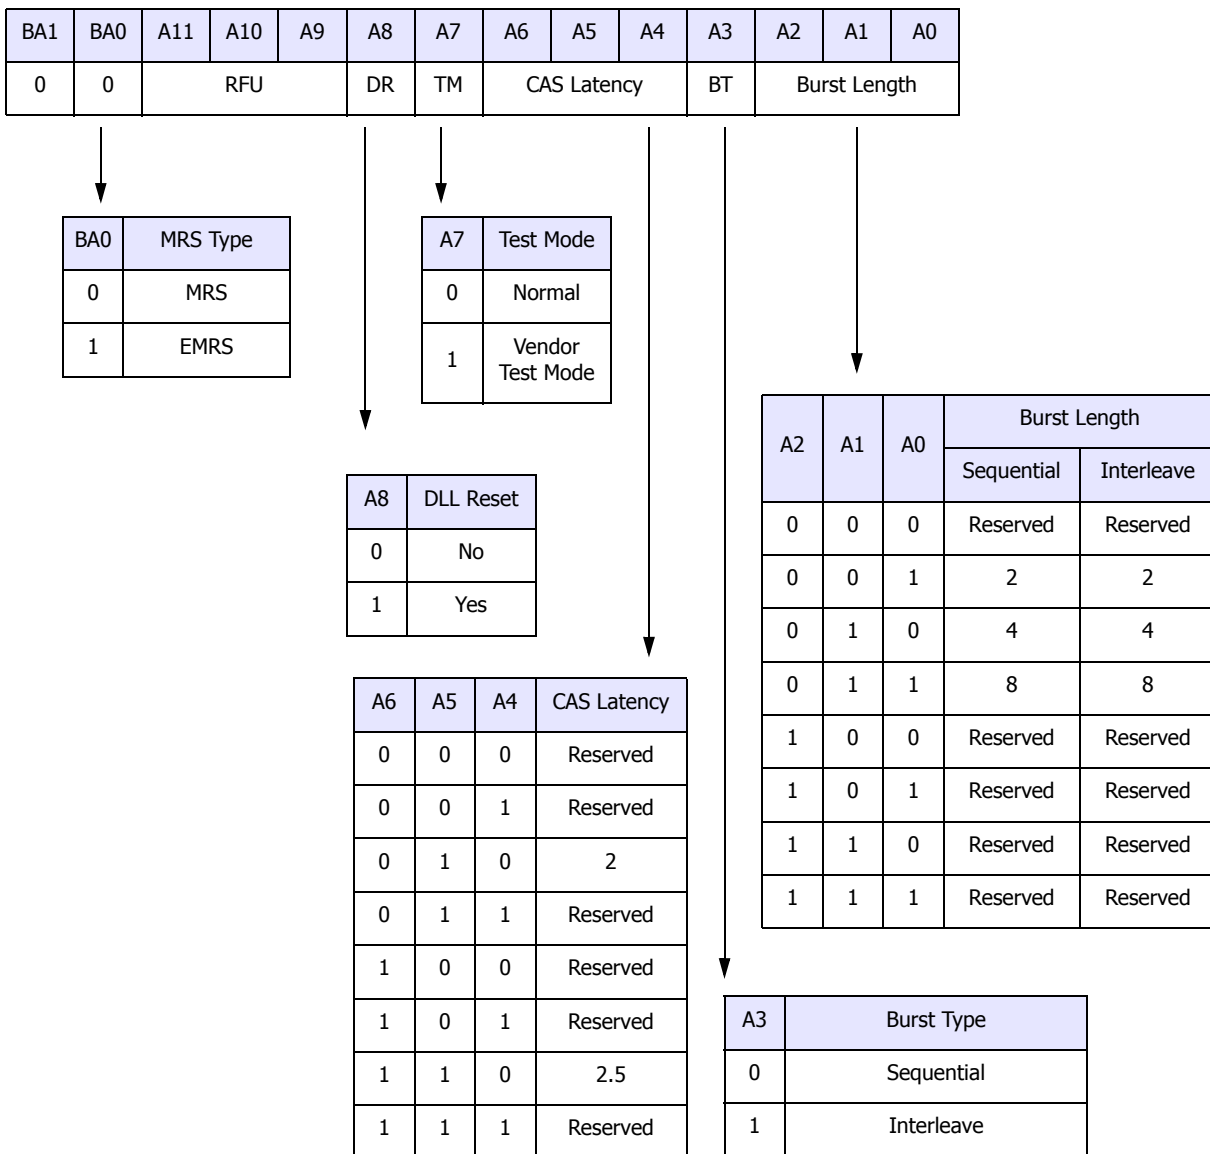 BA1 BA0 A11 A10 A9 A8 A7 A6 A5 A4 A3 A2 A1 A0
0 0 RFU DR TM CAS Latency BT Burst Length
BA0 MRS Type
0 MRS
1 EMRS
A7 Test Mode
0 Normal
1 Vendor
Test Mode
A8 DLL Reset
0 No
1 Yes
A2 A1 A0 Burst Length
Sequential Interleave
0 0 0 Reserved Reserved
0 0 1 2 2
0 1 0 4 4
0 1 1 8 8
1 0 0 Reserved Reserved
1 0 1 Reserved Reserved
1 1 0 Reserved Reserved
1 1 1 Reserved Reserved
A6 A5 A4 CAS Latency
0 0 0 Reserved
0 0 1 Reserved
0 1 0 2
0 1 1 Reserved
1 0 0 Reserved
1 0 1 Reserved
1 1 0 2.5
1 1 1 Reserved
A3 Burst Type
0 Sequential
1 Interleave